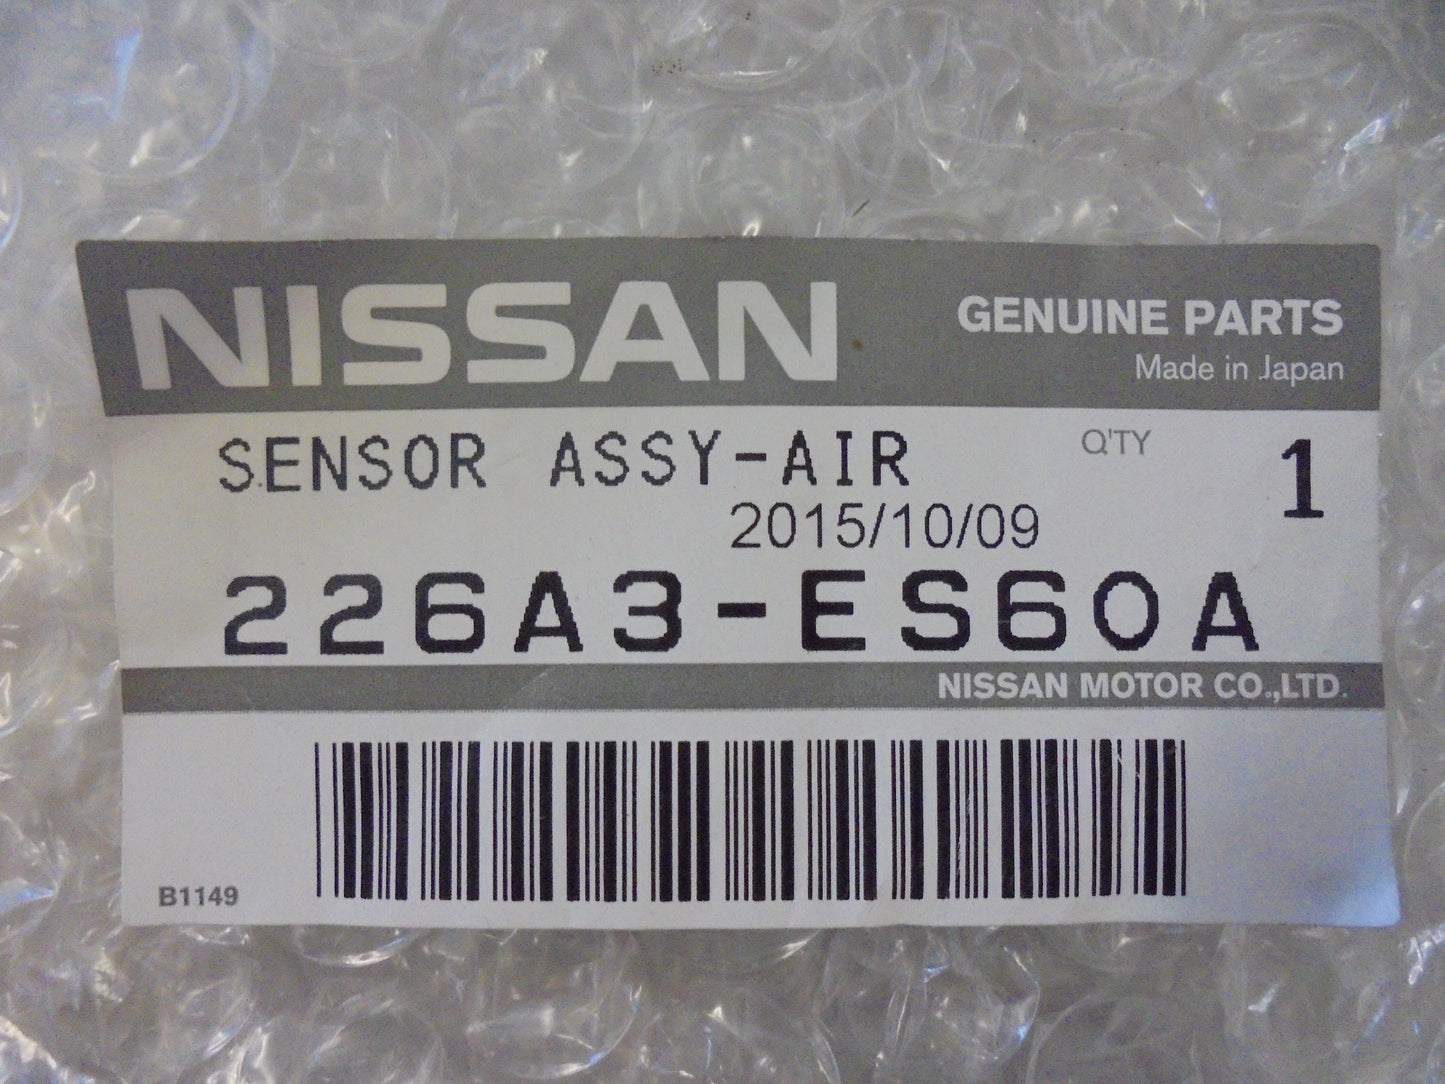 NISSAN
GENUINE PARTS
Made in Japan
SENSOR ASSY-AIR
Q'TY 1
2015/10/09
226A3-ES60A
NISSAN MOTOR CO.,LTD.
B1149